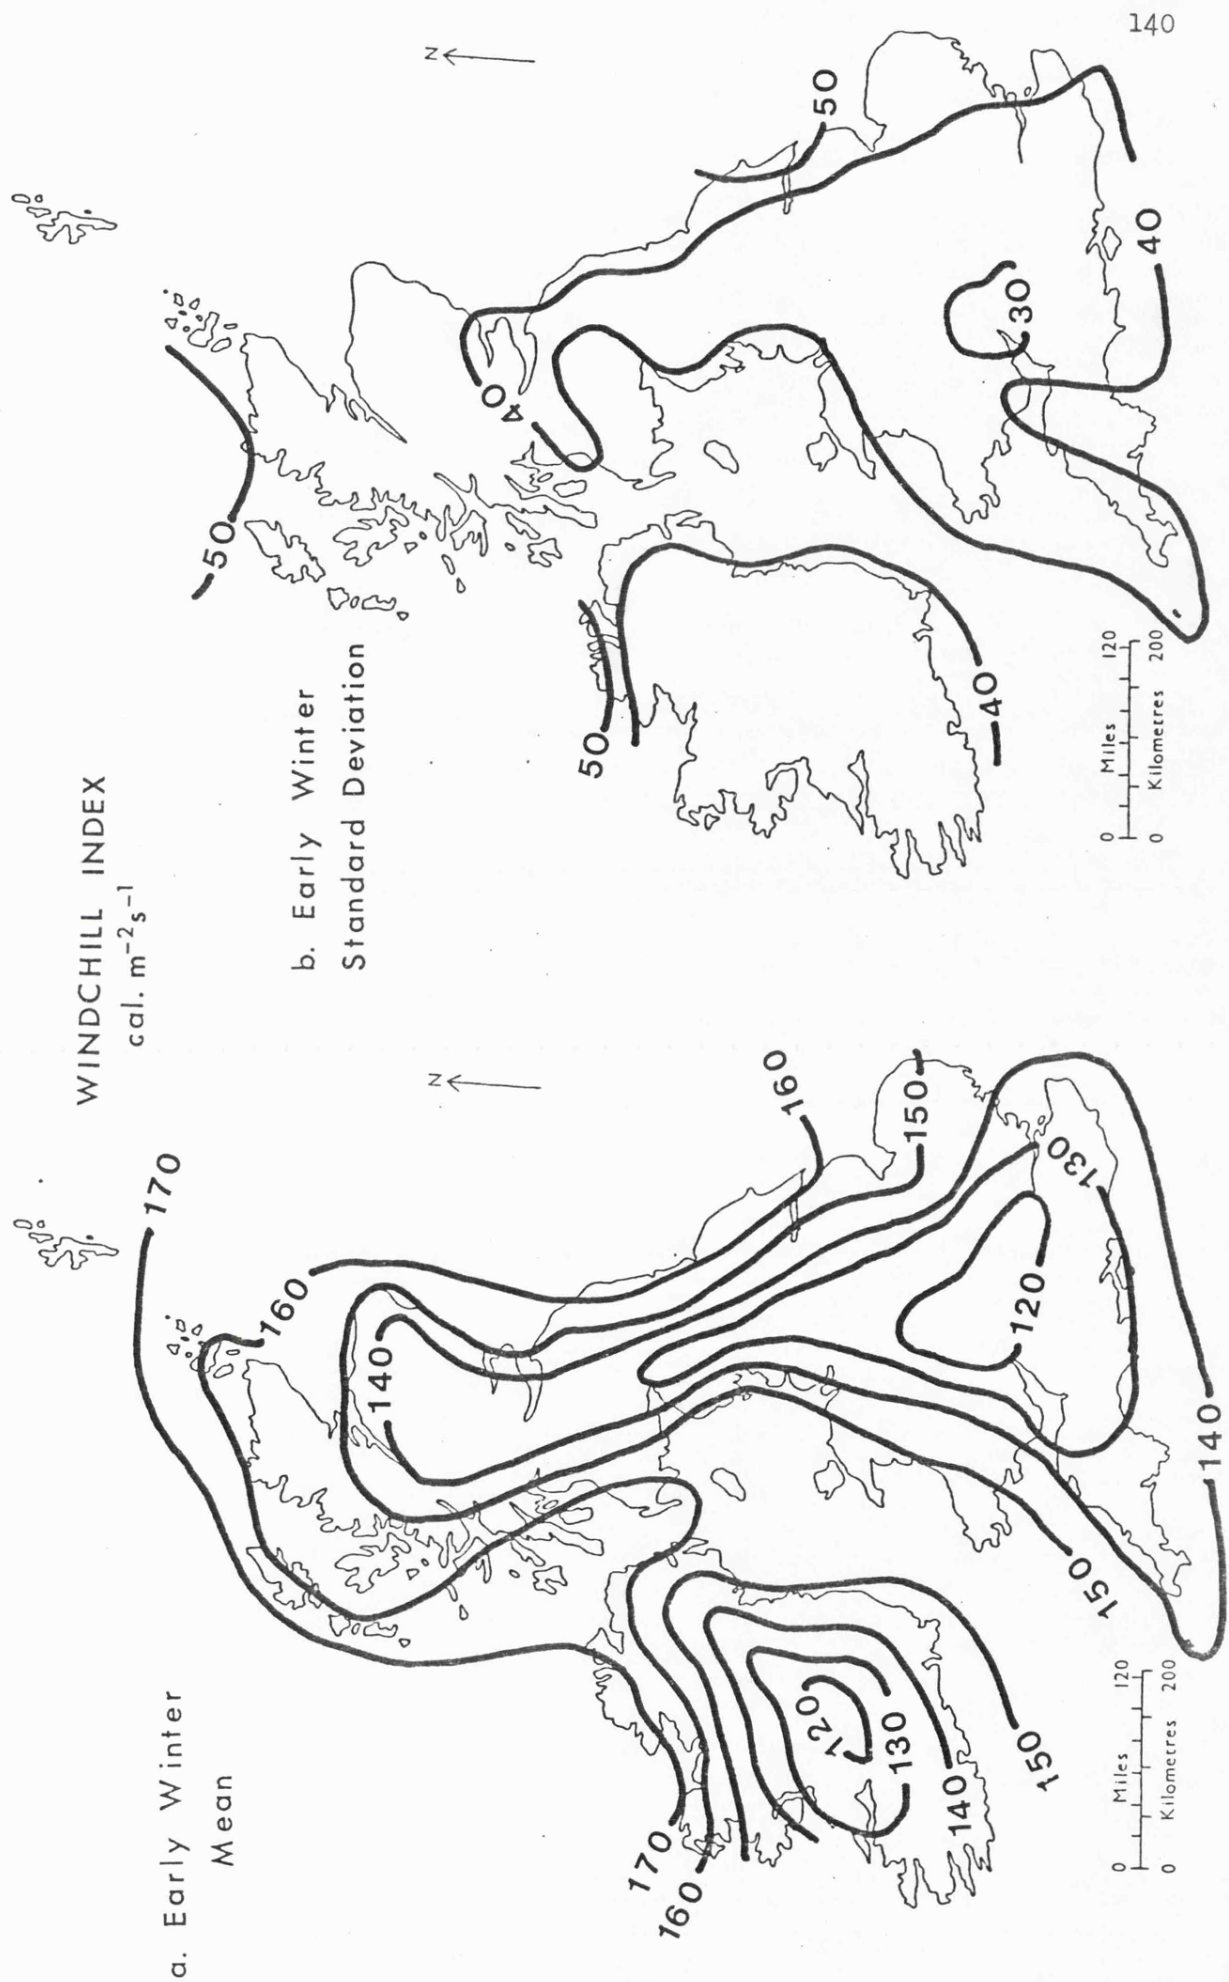 140
WINDCHILL INDEX
cal. m⁻²s⁻¹
a. Early Winter
Mean
N
170
160
140
160
150
130
120
140
150
170
160
120
130
140
150
0 Miles 120
0 Kilometres 200
b. Early Winter
Standard Deviation
N
50
50
40
50
30
40
40
0 Miles 120
0 Kilometres 200